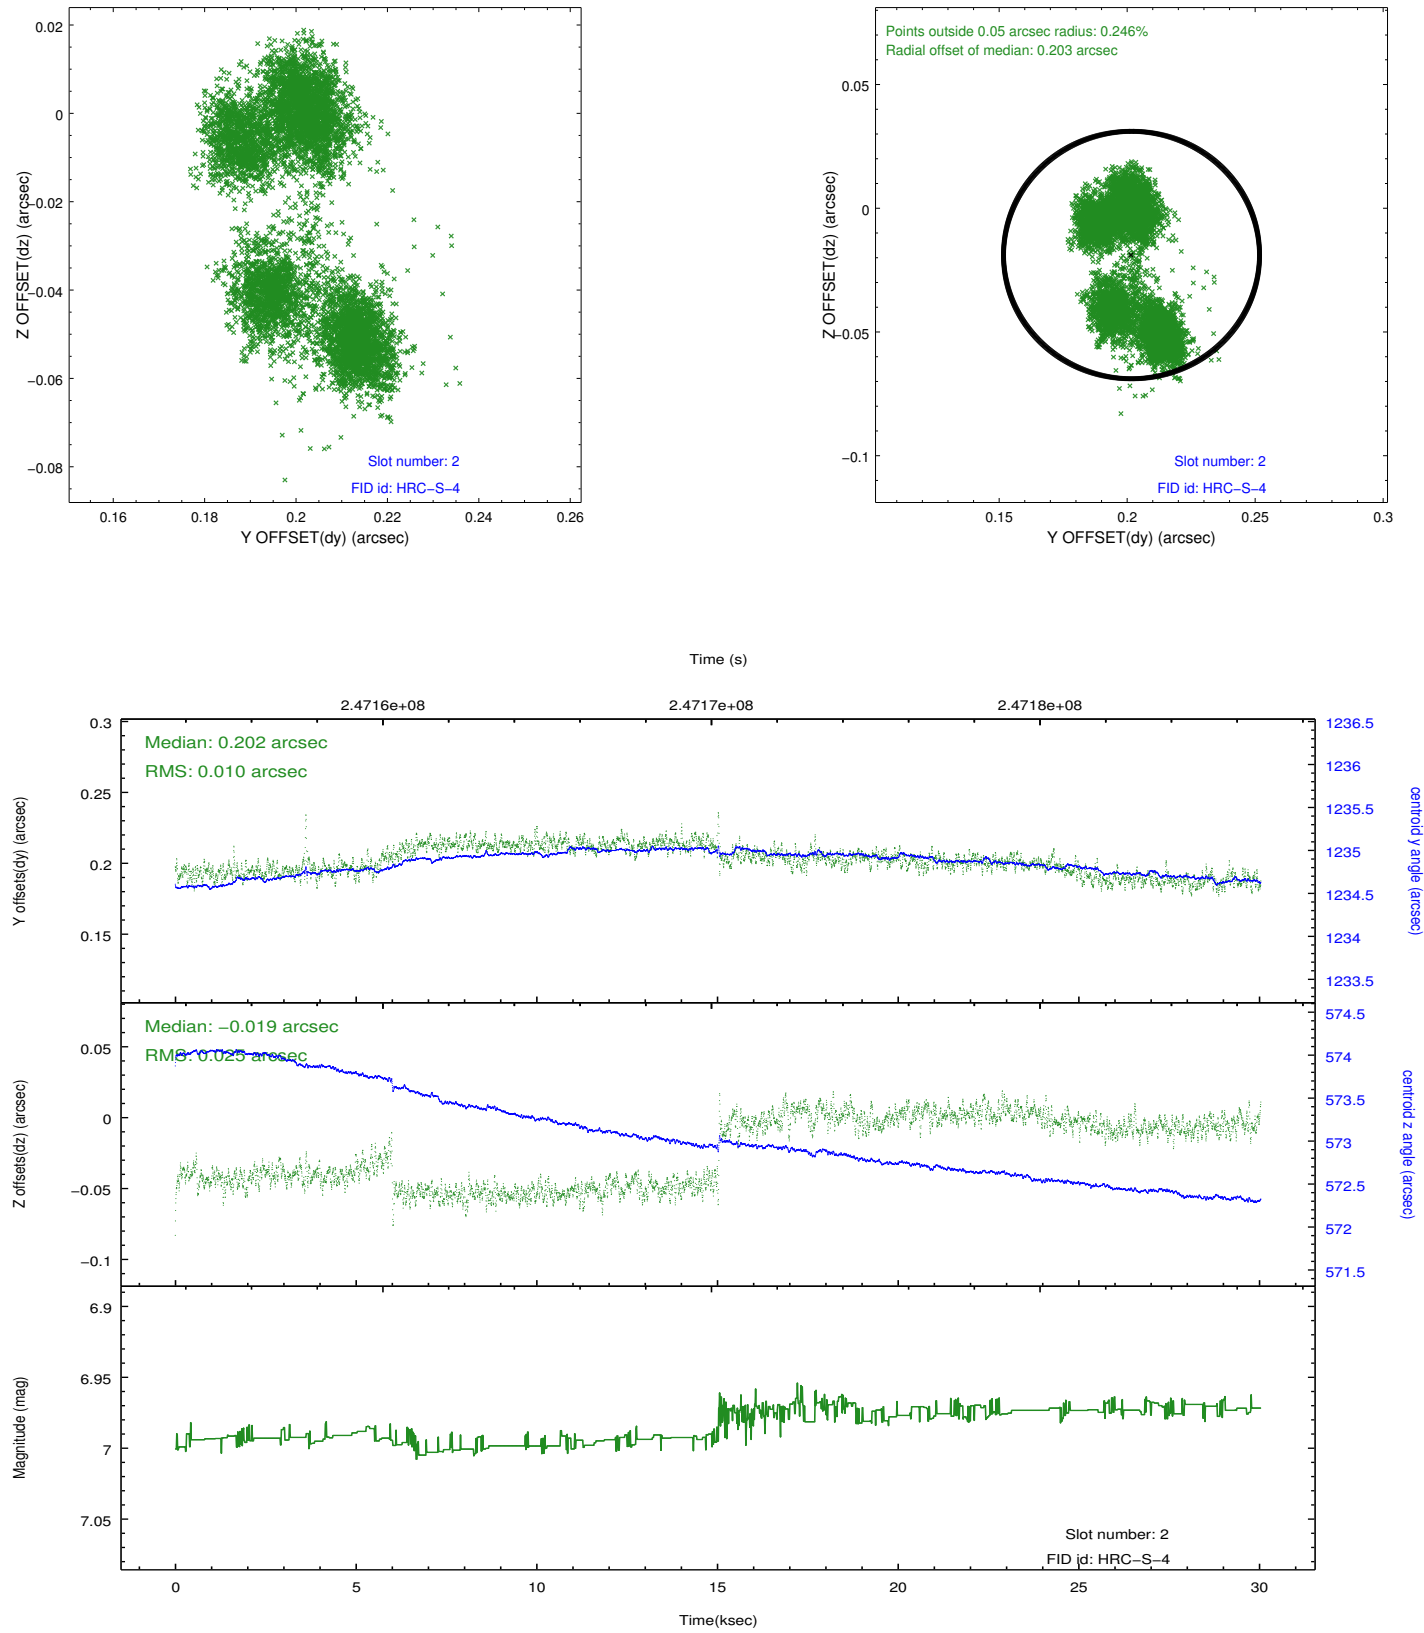 0.02
0
−0.02
−0.04
−0.06
−0.08
Z OFFSET(dz) (arcsec)
Slot number: 2
FID id: HRC−S−4
0.16
0.18
0.2
0.22
0.24
0.26
Y OFFSET(dy) (arcsec)
Points outside 0.05 arcsec radius: 0.246%
Radial offset of median: 0.203 arcsec
0.05
0
−0.05
−0.1
Z OFFSET(dz) (arcsec)
Slot number: 2
FID id: HRC−S−4
0.15
0.2
0.25
0.3
Y OFFSET(dy) (arcsec)
Time (s)
2.4716e+08
2.4717e+08
2.4718e+08
Median: 0.202 arcsec
RMS: 0.010 arcsec
0.3
0.25
0.2
0.15
Y offsets(dy) (arcsec)
1236.5
1236
1235.5
1235
1234.5
1234
1233.5
centroid y angle (arcsec)
Median: −0.019 arcsec
RMS: 0.025 arcsec
0.05
0
−0.05
−0.1
Z offsets(dz) (arcsec)
574.5
574
573.5
573
572.5
572
571.5
centroid z angle (arcsec)
6.9
6.95
7
7.05
Magnitude (mag)
Slot number: 2
FID id: HRC−S−4
0
5
10
15
20
25
30
Time(ksec)